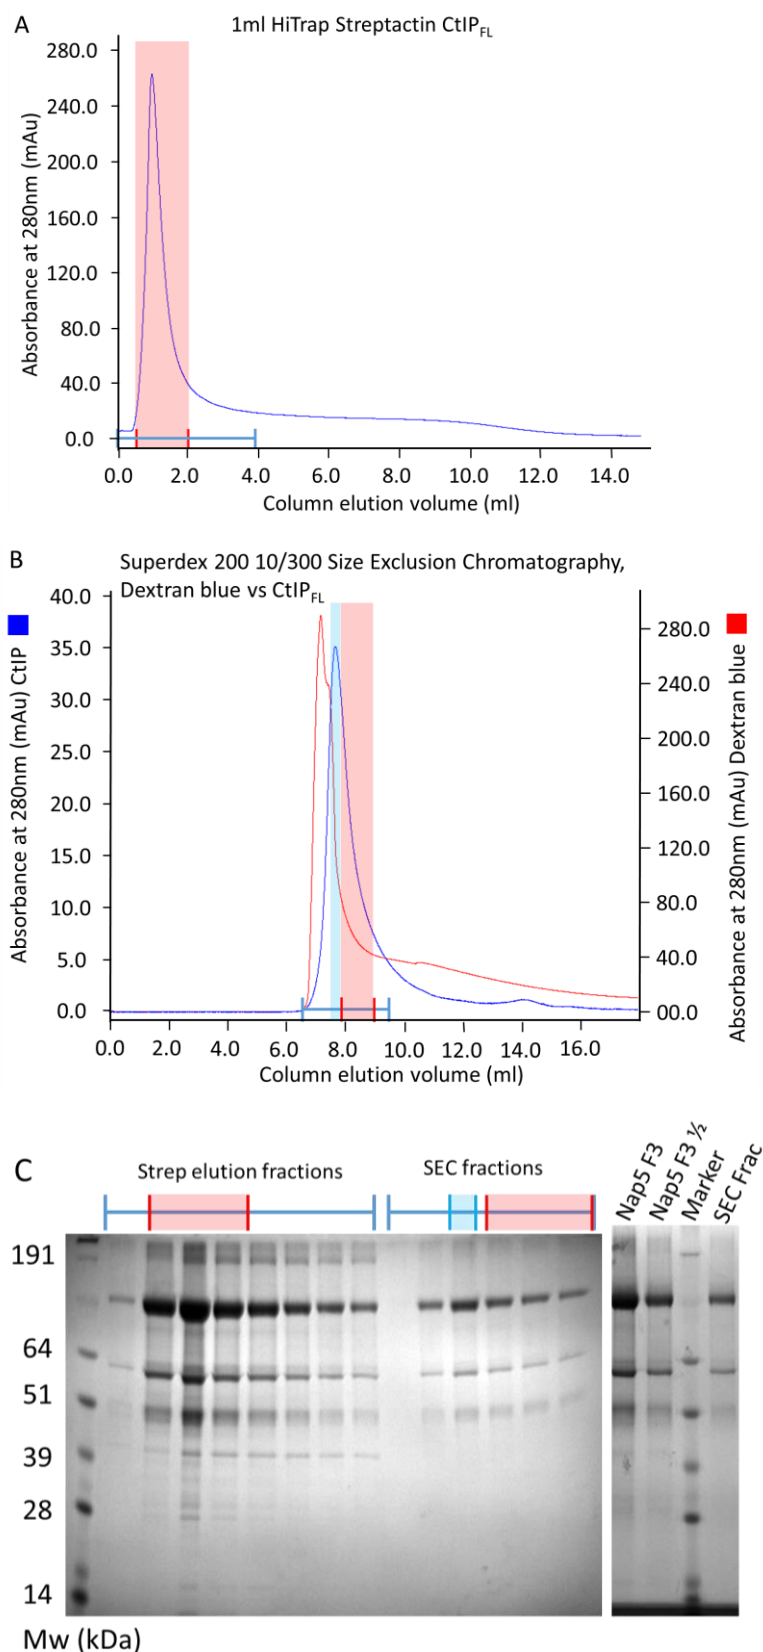 A
1ml HiTrap Streptactin CtIP_FL
Absorbance at 280nm (mAu)
280.0
240.0
200.0
160.0
120.0
80.0
40.0
0.0
0.0 2.0 4.0 6.0 8.0 10.0 12.0 14.0
Column elution volume (ml)
B
Superdex 200 10/300 Size Exclusion Chromatography,
Dextran blue vs CtIP_FL
Absorbance at 280nm (mAu) CtIP
40.0
35.0
30.0
25.0
20.0
15.0
10.0
5.0
0.0
280.0
240.0
200.0
160.0
120.0
80.0
40.0
00.0
Absorbance at 280nm (mAu) Dextran blue
0.0 2.0 4.0 6.0 8.0 10.0 12.0 14.0 16.0
Column elution volume (ml)
C
Strep elution fractions
SEC fractions
Nap5 F3
Nap5 F3 ½
Marker
SEC Frac
191
64
51
39
28
14
Mw (kDa)